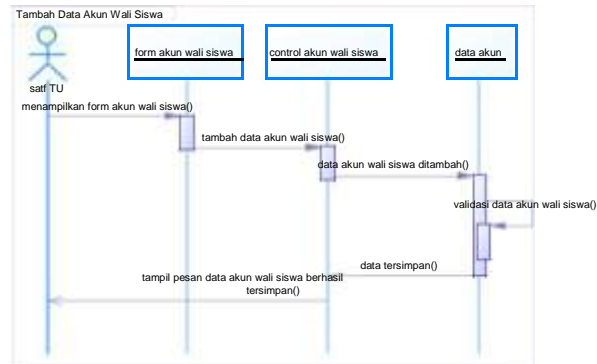 Tambah Data Akun Wali Siswa
form akun wali siswa
control akun wali siswa
data akun
satf TU
menampilkan form akun wali siswa()
tambah data akun wali siswa()
data akun wali siswa ditambah()
validasi data akun wali siswa()
data tersimpan()
tampil pesan data akun wali siswa berhasil
tersimpan()